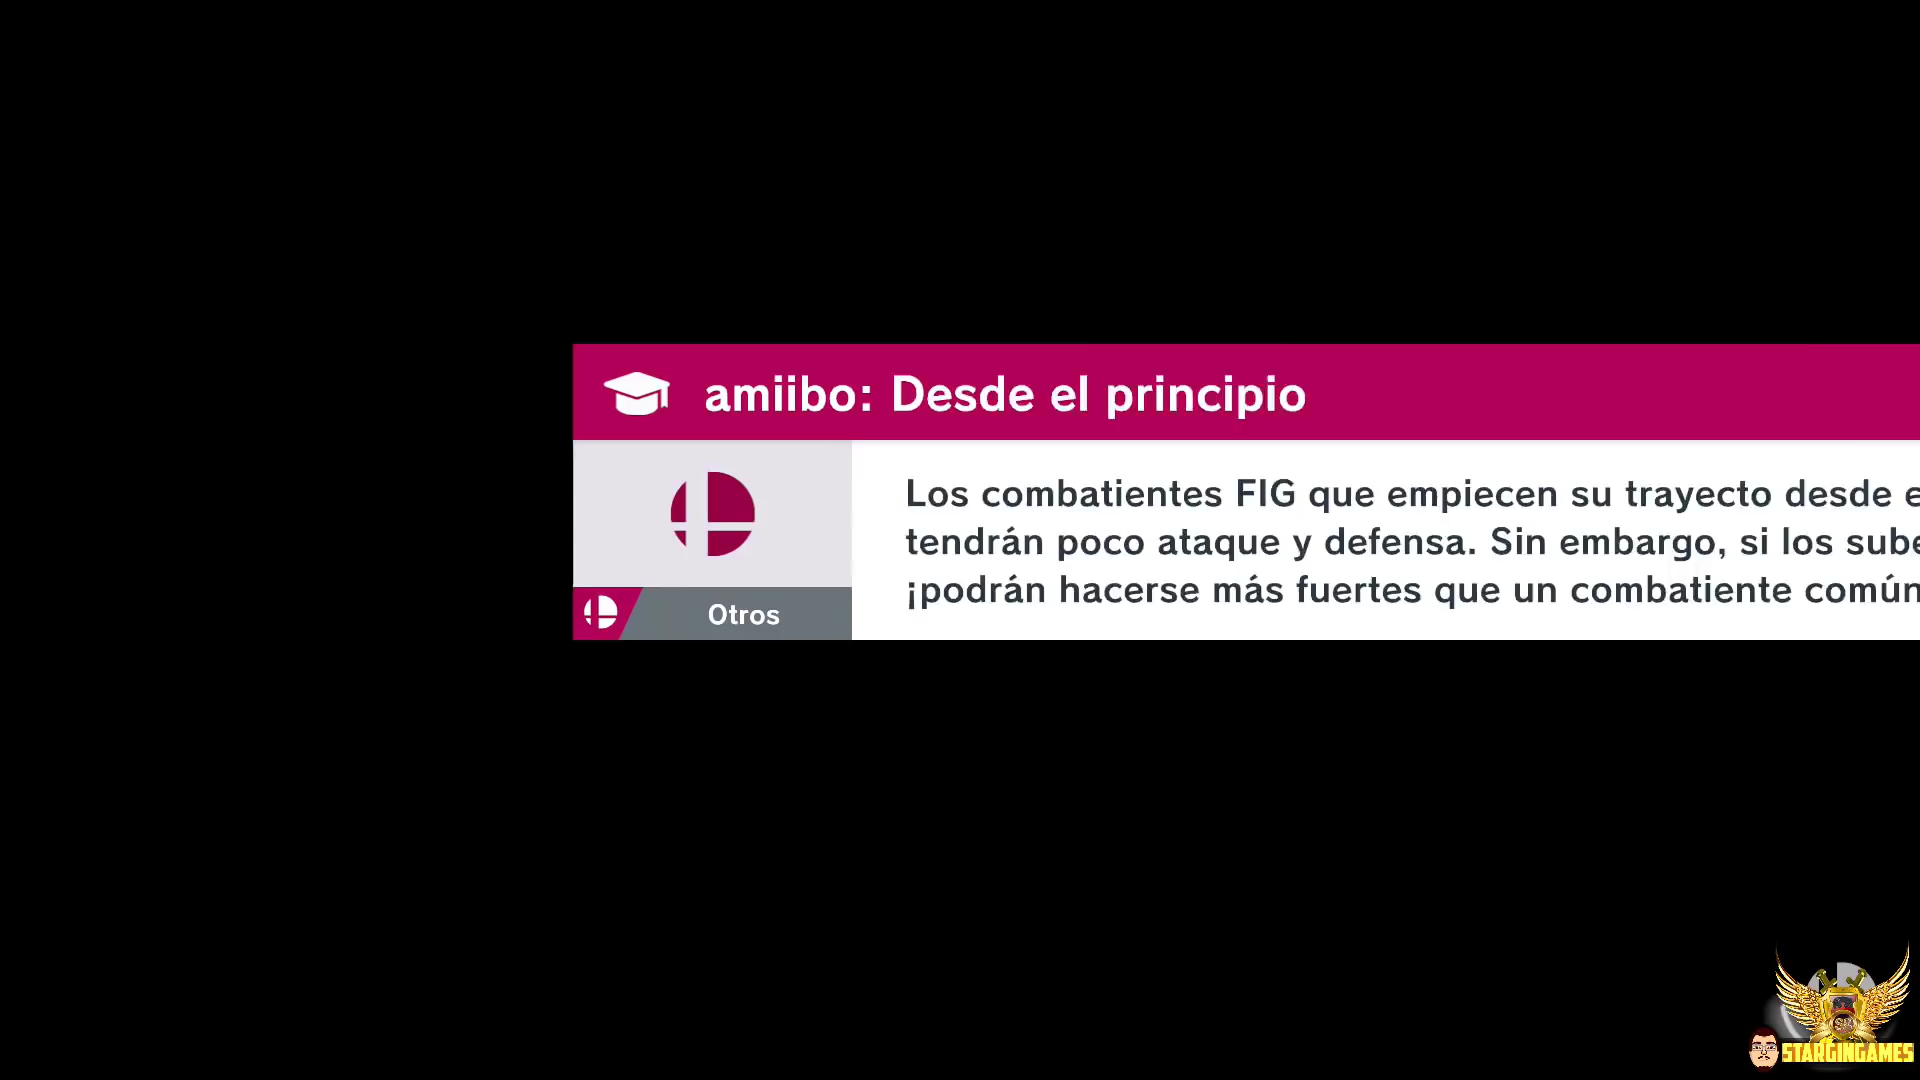 amiibo: Desde el principio
Los combatientes FIG que empiecen su trayecto desde
tendrán poco ataque y defensa. Sin embargo, si los
¡podrán hacerse más fuertes que un combatiente común
Otros
STARGINGAMES